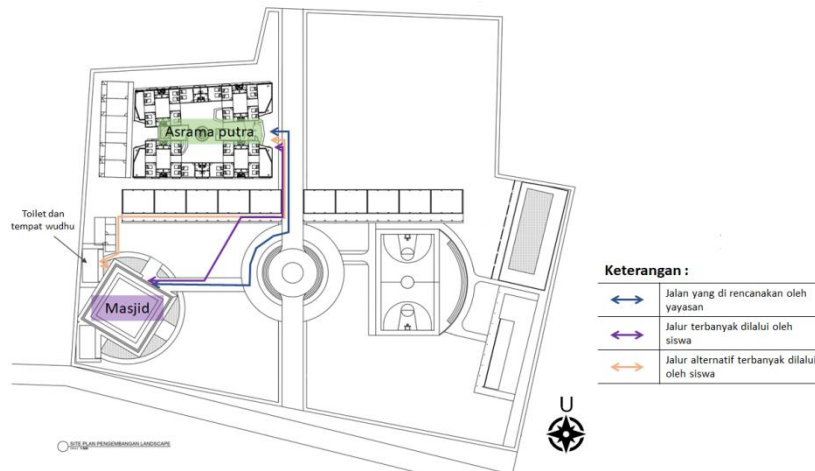 Asrama putra
Toilet dan
tempat wudhu
Masjid
Keterangan :
Jalan yang di rencanakan oleh
yayasan
Jalur terbanyak dilalui oleh
siswa
Jalur alternatif terbanyak dilalui
oleh siswa
U
SITE PLAN PENGEMBANGAN LANDSCAPE